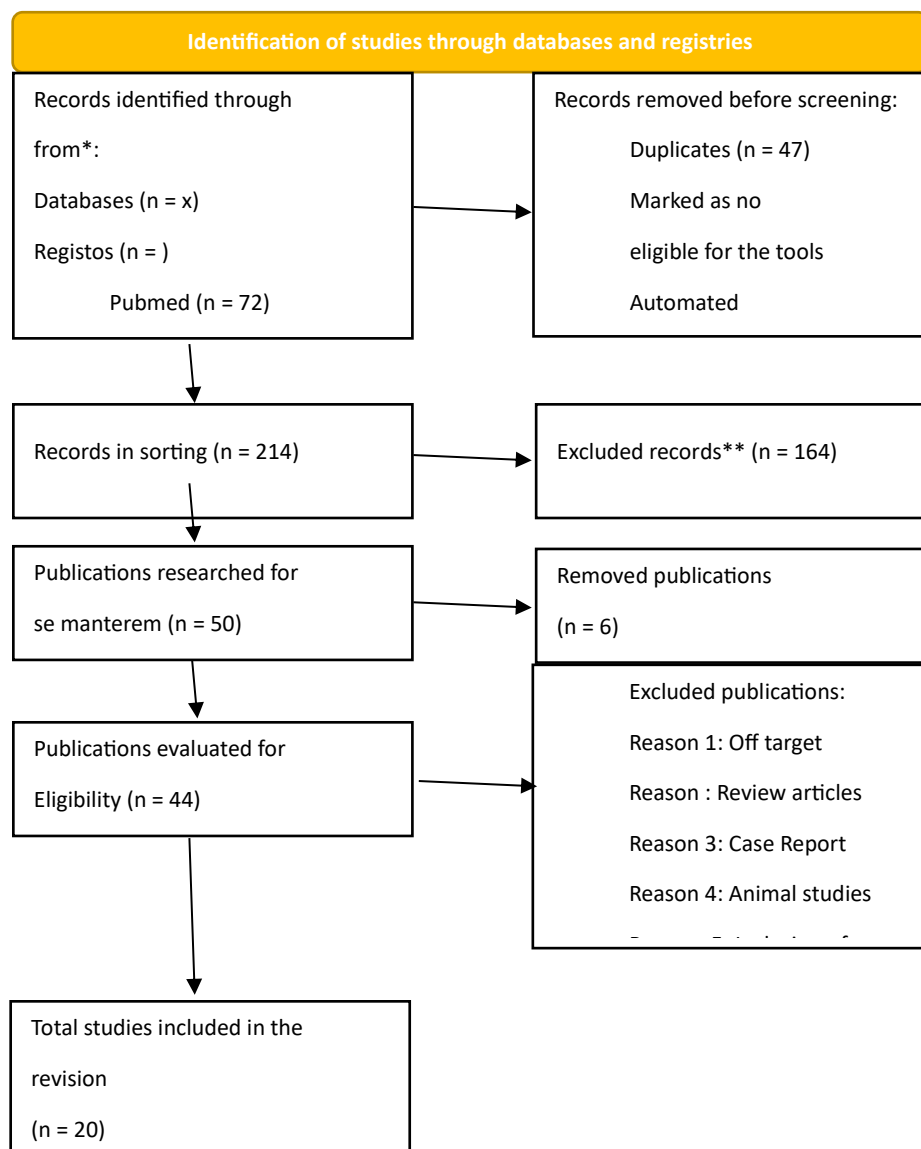 Identification of studies through databases and registries
Records identified through
from*:
Databases (n = x)
Registos (n = )
Pubmed (n = 72)
Records removed before screening:
Duplicates (n = 47)
Marked as no
eligible for the tools
Automated
Records in sorting (n = 214)
Excluded records** (n = 164)
Publications researched for
se manterem (n = 50)
Removed publications
(n = 6)
Publications evaluated for
Eligibility (n = 44)
Excluded publications:
Reason 1: Off target
Reason : Review articles
Reason 3: Case Report
Reason 4: Animal studies
Total studies included in the
revision
(n = 20)